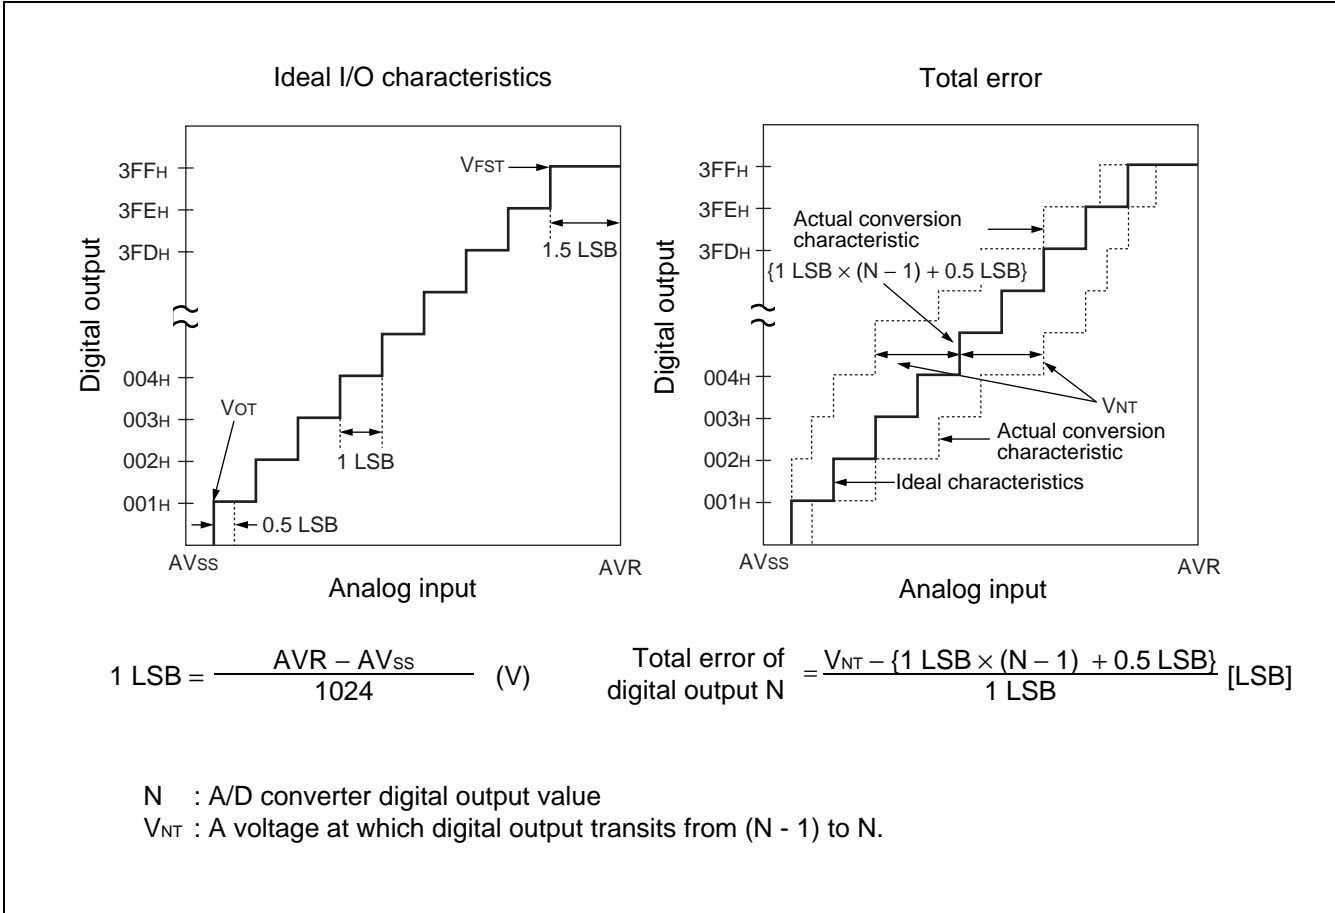 Ideal I/O characteristics
3FFH
3FEH
3FDH
004H
003H
002H
001H
Digital output
VFST
1.5 LSB
VOT
1 LSB
0.5 LSB
AVSS
AVR
Analog input
Total error
3FFH
3FEH
3FDH
004H
003H
002H
001H
Digital output
Actual conversion
characteristic
{1 LSB × (N − 1) + 0.5 LSB}
VNT
Actual conversion
characteristic
Ideal characteristics
AVSS
AVR
Analog input
1 LSB = AVR − AVSS / 1024 (V)
Total error of
digital output N = VNT − {1 LSB × (N − 1) + 0.5 LSB} / 1 LSB [LSB]
N : A/D converter digital output value
VNT : A voltage at which digital output transits from (N - 1) to N.